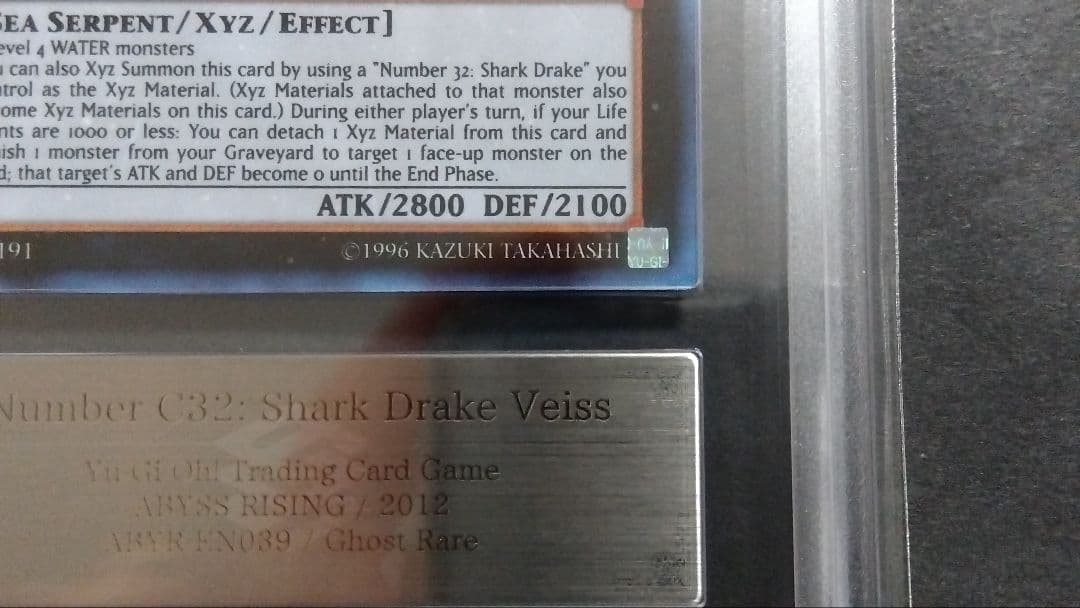 SEA SERPENT/XYZ/EFFECT]
evel 4 WATER monsters
can also Xyz Summon this card by using a "Number 32: Shark Drake" you
ntrol as the Xyz Material. (Xyz Materials attached to that monster also
ome Xyz Materials on this card.) During either player's turn, if your Life
nts are 1000 or less: You can detach 1 Xyz Material from this card and
ish 1 monster from your Graveyard to target 1 face-up monster on the
d; that target's ATK and DEF become 0 until the End Phase.
ATK/2800 DEF/2100
191 ©1996 KAZUKI TAKAHASHI
YU-GI-
Number C32: Shark Drake Veiss
Yu-Gi Oh! Trading Card Game
ABYSS RISING / 2012
ABYR-EN039 / Ghost Rare